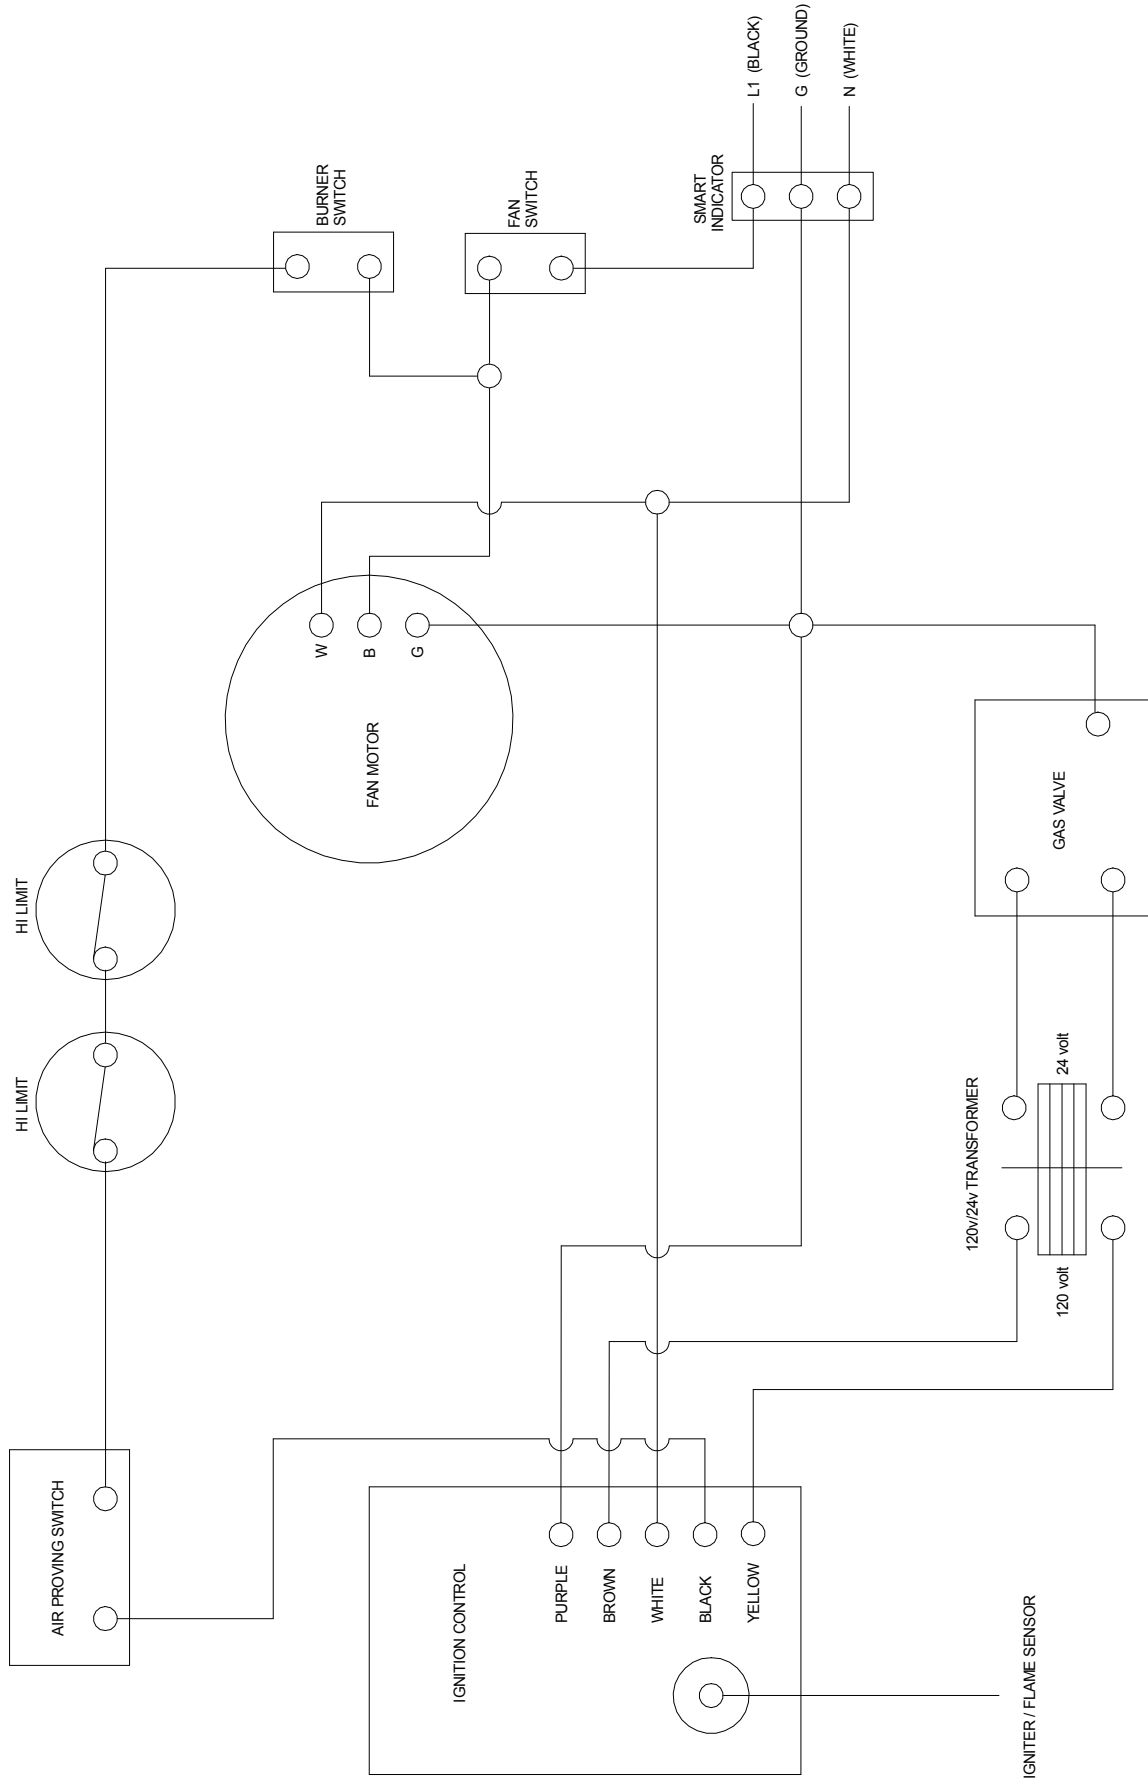 HI LIMIT
HI LIMIT
AIR PROVING SWITCH
BURNER
SWITCH
FAN
SWITCH
SMART
INDICATOR
L1 (BLACK)
G (GROUND)
N (WHITE)
W
B
G
FAN MOTOR
GAS VALVE
120v/24v TRANSFORMER
24 volt
120 volt
IGNITION CONTROL
PURPLE
BROWN
WHITE
BLACK
YELLOW
IGNITER / FLAME SENSOR